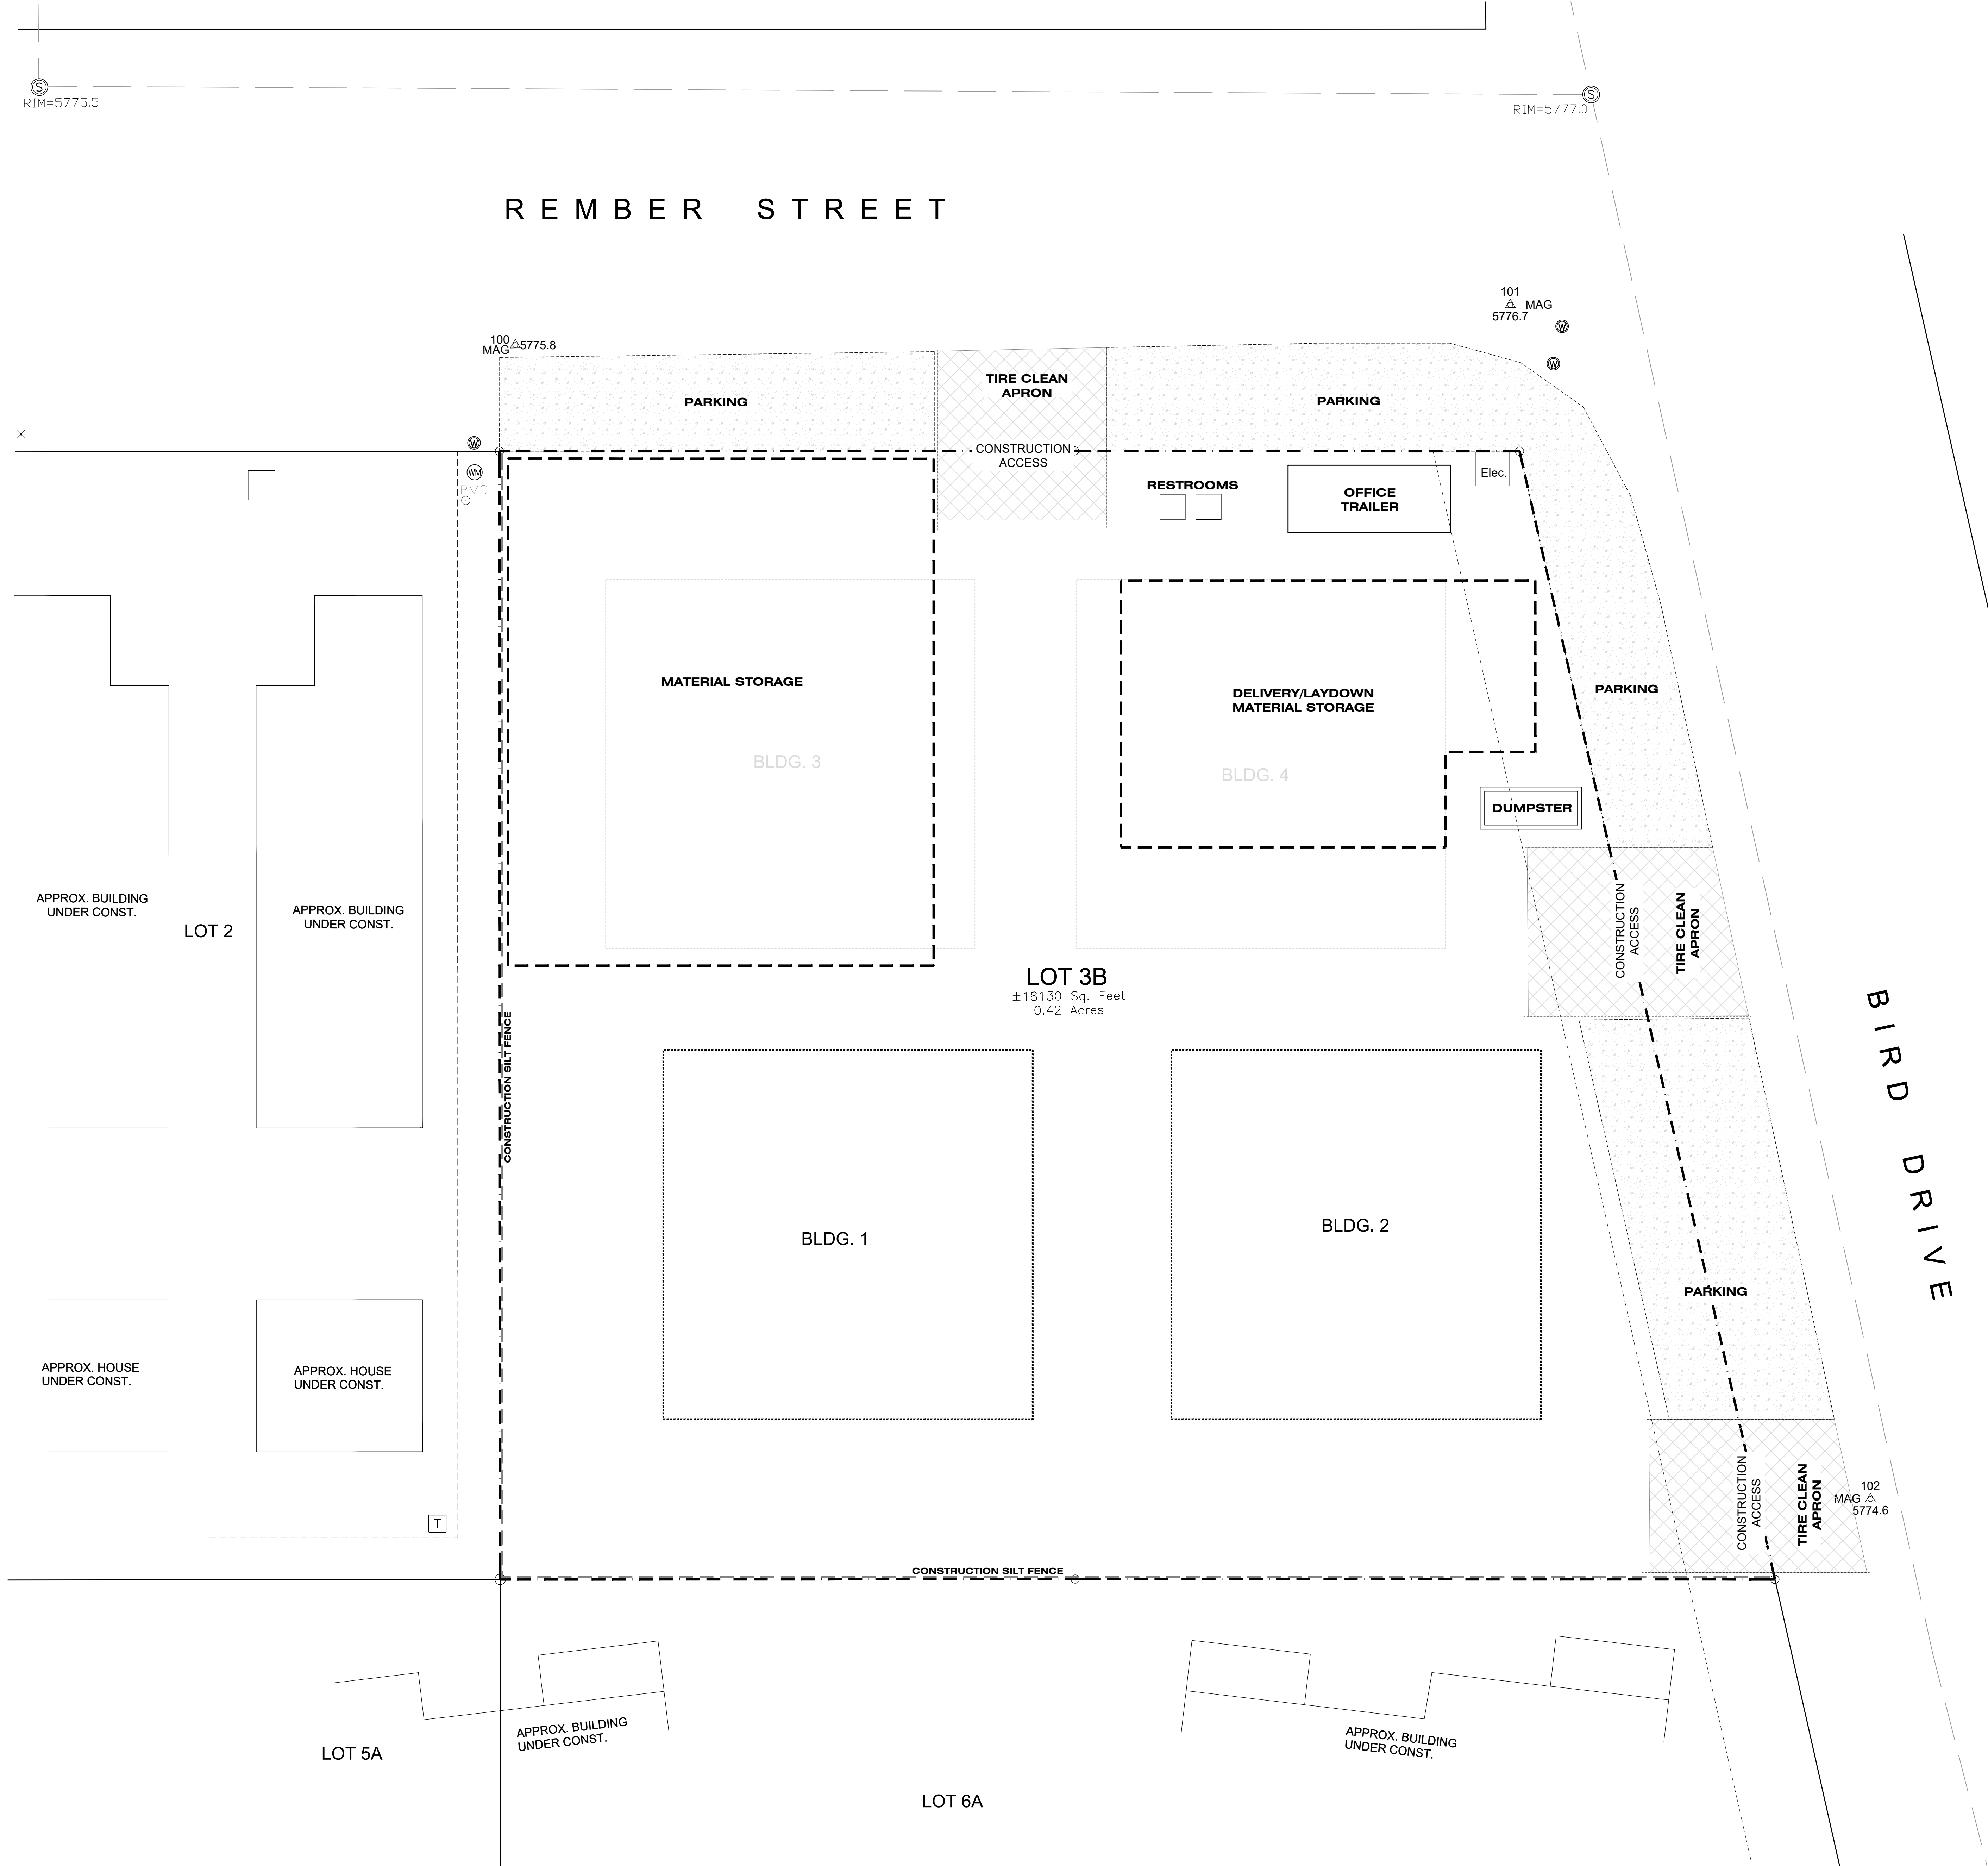 S
S
RIM=5775.5
RIM=5777.0
REMBER STREET
101
MAG
5776.7
W
W
100
MAG
5775.8
TIRE CLEAN
APRON
PARKING
PARKING
W
CONSTRUCTION
ACCESS
WM
PVC
RESTROOMS
OFFICE
TRAILER
Elec.
MATERIAL STORAGE
DELIVERY/LAYDOWN
MATERIAL STORAGE
PARKING
BLDG. 3
BLDG. 4
DUMPSTER
APPROX. BUILDING
UNDER CONST.
LOT 2
APPROX. BUILDING
UNDER CONST.
CONSTRUCTION
ACCESS
TIRE CLEAN
APRON
LOT 3B
±18130 Sq. Feet
0.42 Acres
CONSTRUCTION SILT FENCE
BIRD DRIVE
BLDG. 1
BLDG. 2
PARKING
APPROX. HOUSE
UNDER CONST.
APPROX. HOUSE
UNDER CONST.
CONSTRUCTION
ACCESS
TIRE CLEAN
APRON
102
MAG
5774.6
T
CONSTRUCTION SILT FENCE
APPROX. BUILDING
UNDER CONST.
APPROX. BUILDING
UNDER CONST.
LOT 5A
LOT 6A